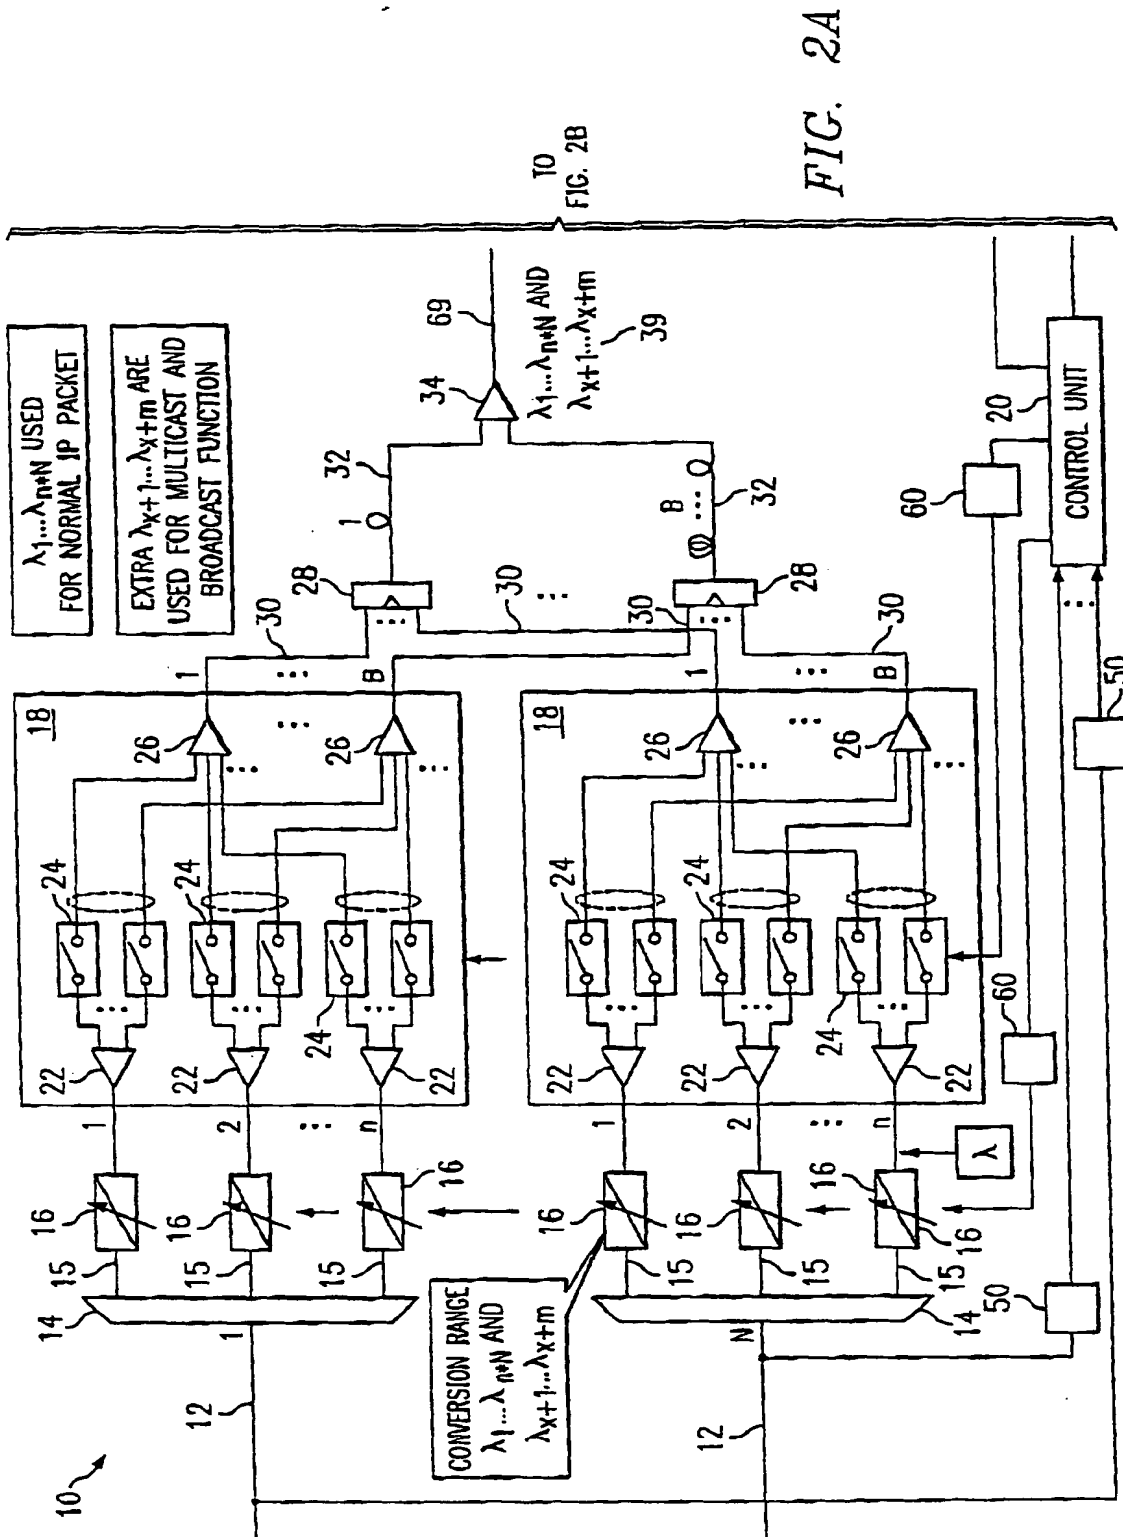 10
12
1
14
15
15
15
16
16
16
1
2
...
n
22
22
22
24
24
24
18
26
26
1
B
30
λ1...λn*N USED
FOR NORMAL IP PACKET
EXTRA λx+1...λx+m ARE
USED FOR MULTICAST AND
BROADCAST FUNCTION
28
30
1
32
34
69
λ1...λn*N AND
λx+1...λx+m
39
TO
FIG. 2B
FIG. 2A
CONVERSION RANGE
λ1...λn*N AND
λx+1...λx+m
12
N
14
15
15
15
16
16
16
16
1
2
...
n
λ
22
22
22
24
24
24
18
26
26
1
B
30
30
28
B
32
50
60
60
20
CONTROL UNIT
50